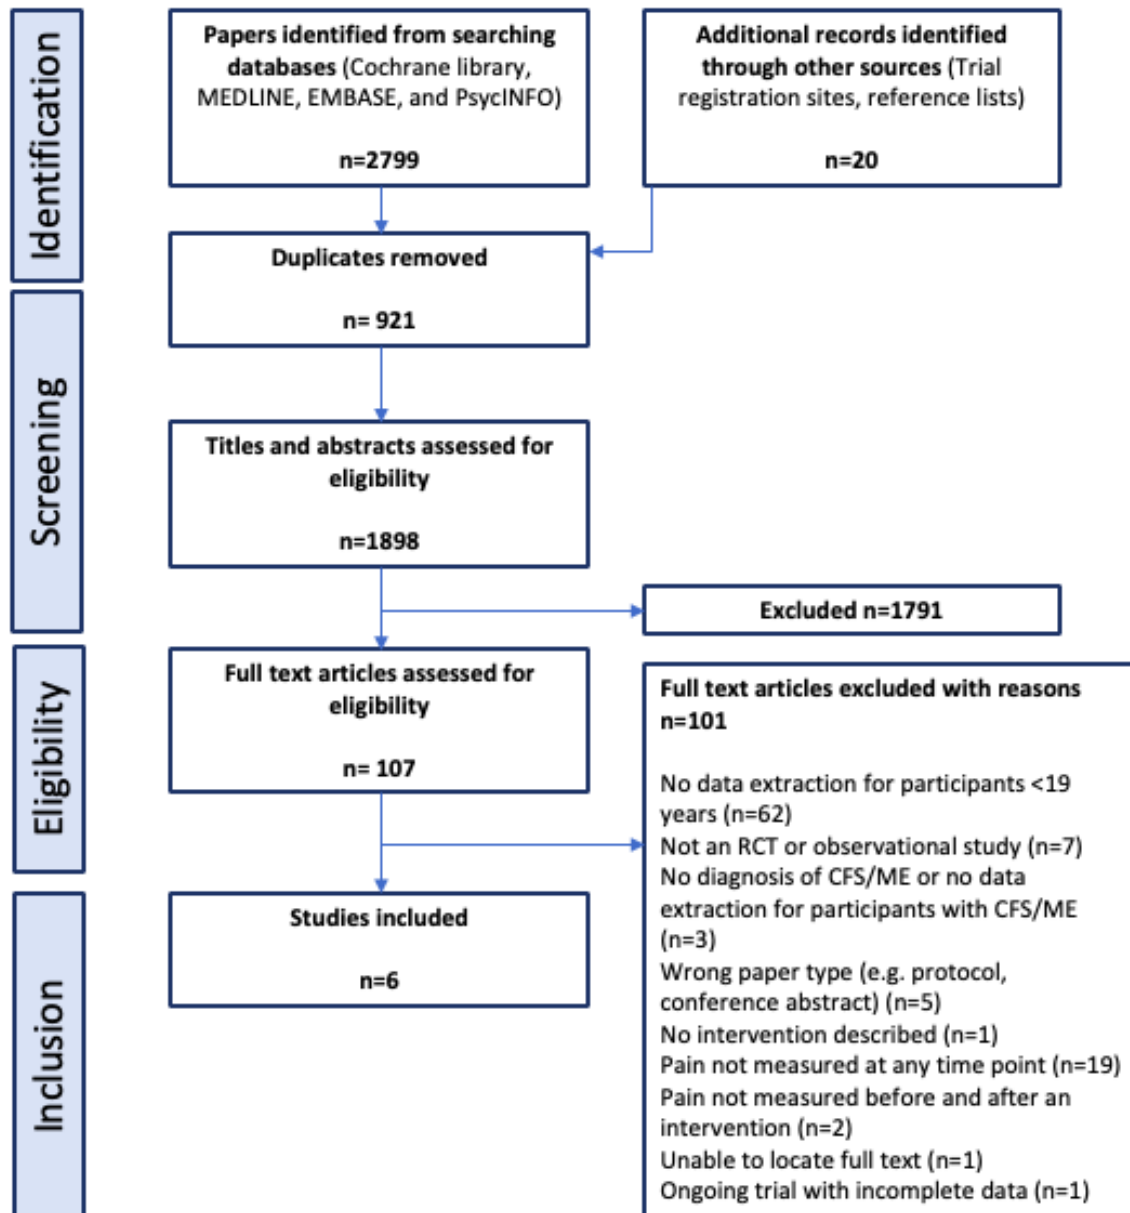 Identification
Papers identified from searching
databases (Cochrane library,
MEDLINE, EMBASE, and PsycINFO)
n=2799
Additional records identified
through other sources (Trial
registration sites, reference lists)
n=20
Duplicates removed
n= 921
Screening
Titles and abstracts assessed for
eligibility
n=1898
Excluded n=1791
Eligibility
Full text articles assessed for
eligibility
n= 107
Full text articles excluded with reasons
n=101
No data extraction for participants <19
years (n=62)
Not an RCT or observational study (n=7)
No diagnosis of CFS/ME or no data
extraction for participants with CFS/ME
(n=3)
Wrong paper type (e.g. protocol,
conference abstract) (n=5)
No intervention described (n=1)
Pain not measured at any time point (n=19)
Pain not measured before and after an
intervention (n=2)
Unable to locate full text (n=1)
Ongoing trial with incomplete data (n=1)
Inclusion
Studies included
n=6